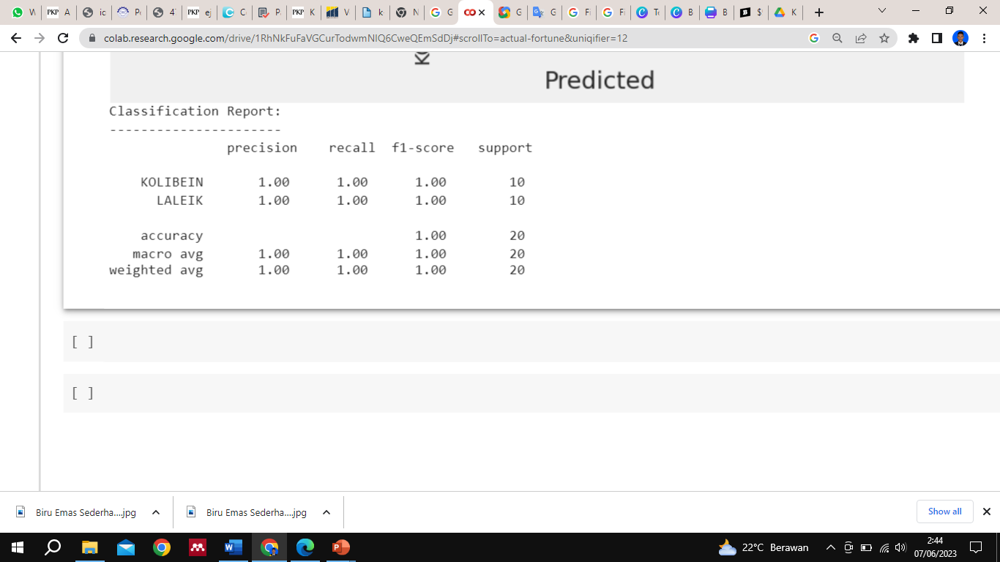 W PKP A ic Pe 4 PKP ej C P. PKP K V k N G G G F F Te B B $ K
colab.research.google.com/drive/1RhNkFuFaVGCurTodwmNIQ6CweQEmSdDj#scrollTo=actual-fortune&uniqifier=12
K
Predicted
Classification Report:
----------------------
precision recall f1-score support
KOLIBEIN 1.00 1.00 1.00 10
LALEIK 1.00 1.00 1.00 10
accuracy 1.00 20
macro avg 1.00 1.00 1.00 20
weighted avg 1.00 1.00 1.00 20
[ ]
[ ]
Biru Emas Sederha....jpg Biru Emas Sederha....jpg Show all
22°C Berawan 2:44
07/06/2023